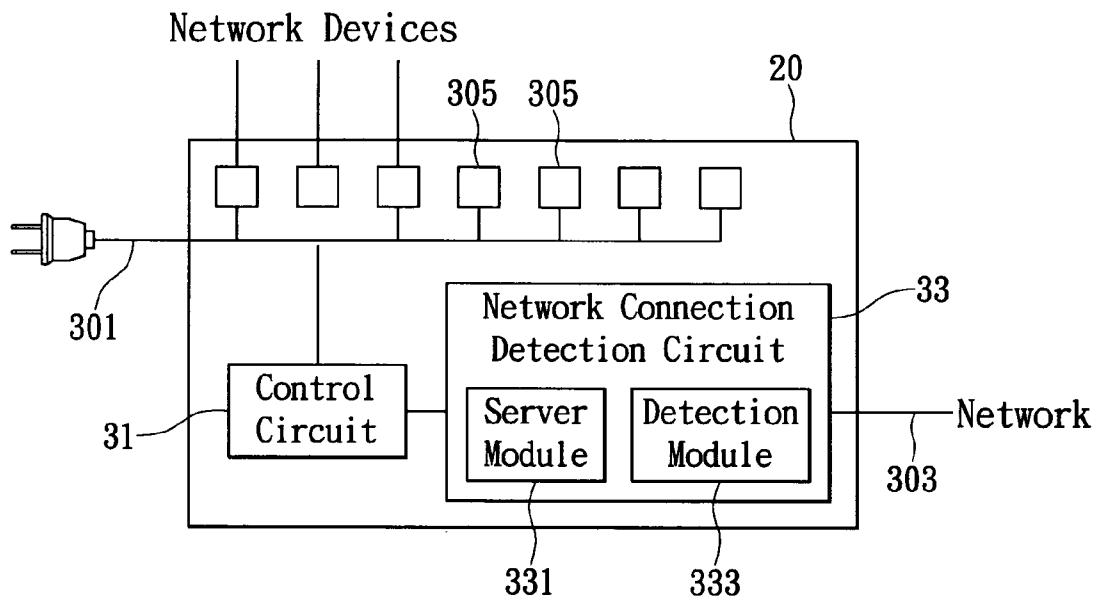 Network Devices
20
305
305
301
33
Network Connection
Detection Circuit
Control
Circuit
Server
Module
Detection
Module
Network
31
303
331
333